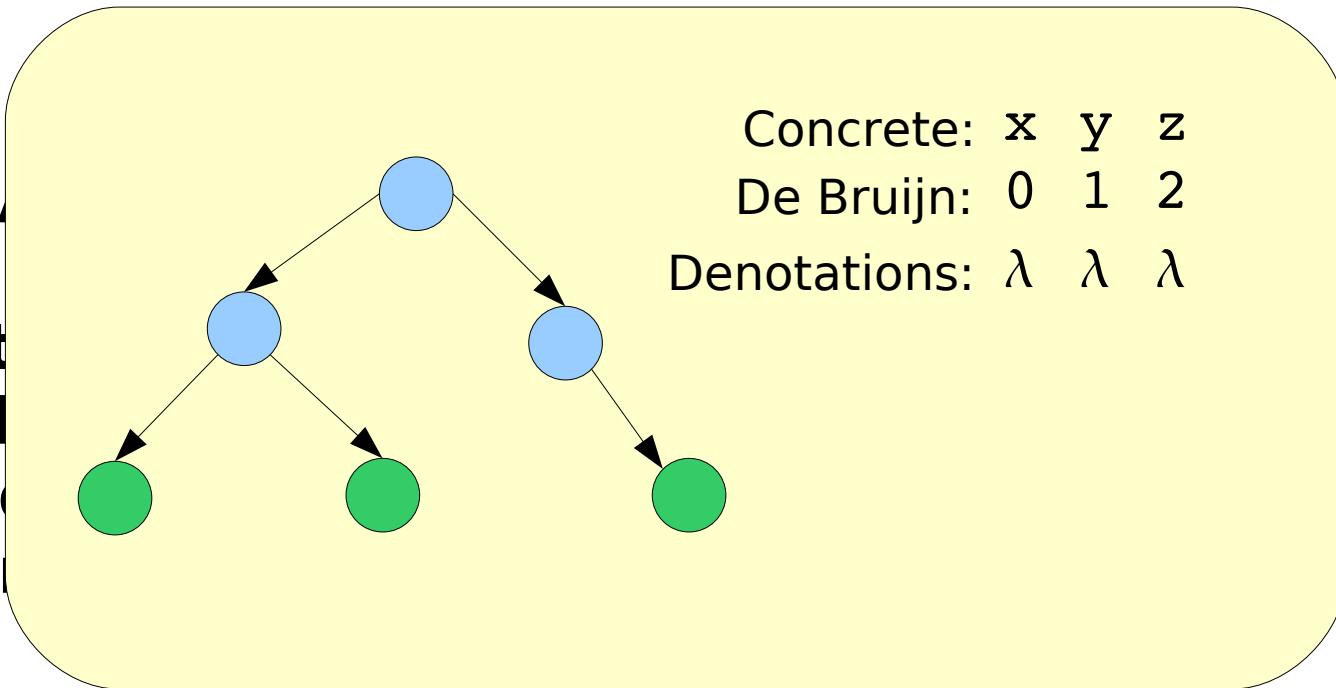 Concrete: x y z
De Bruijn: 0 1 2
Denotations: λ λ λ